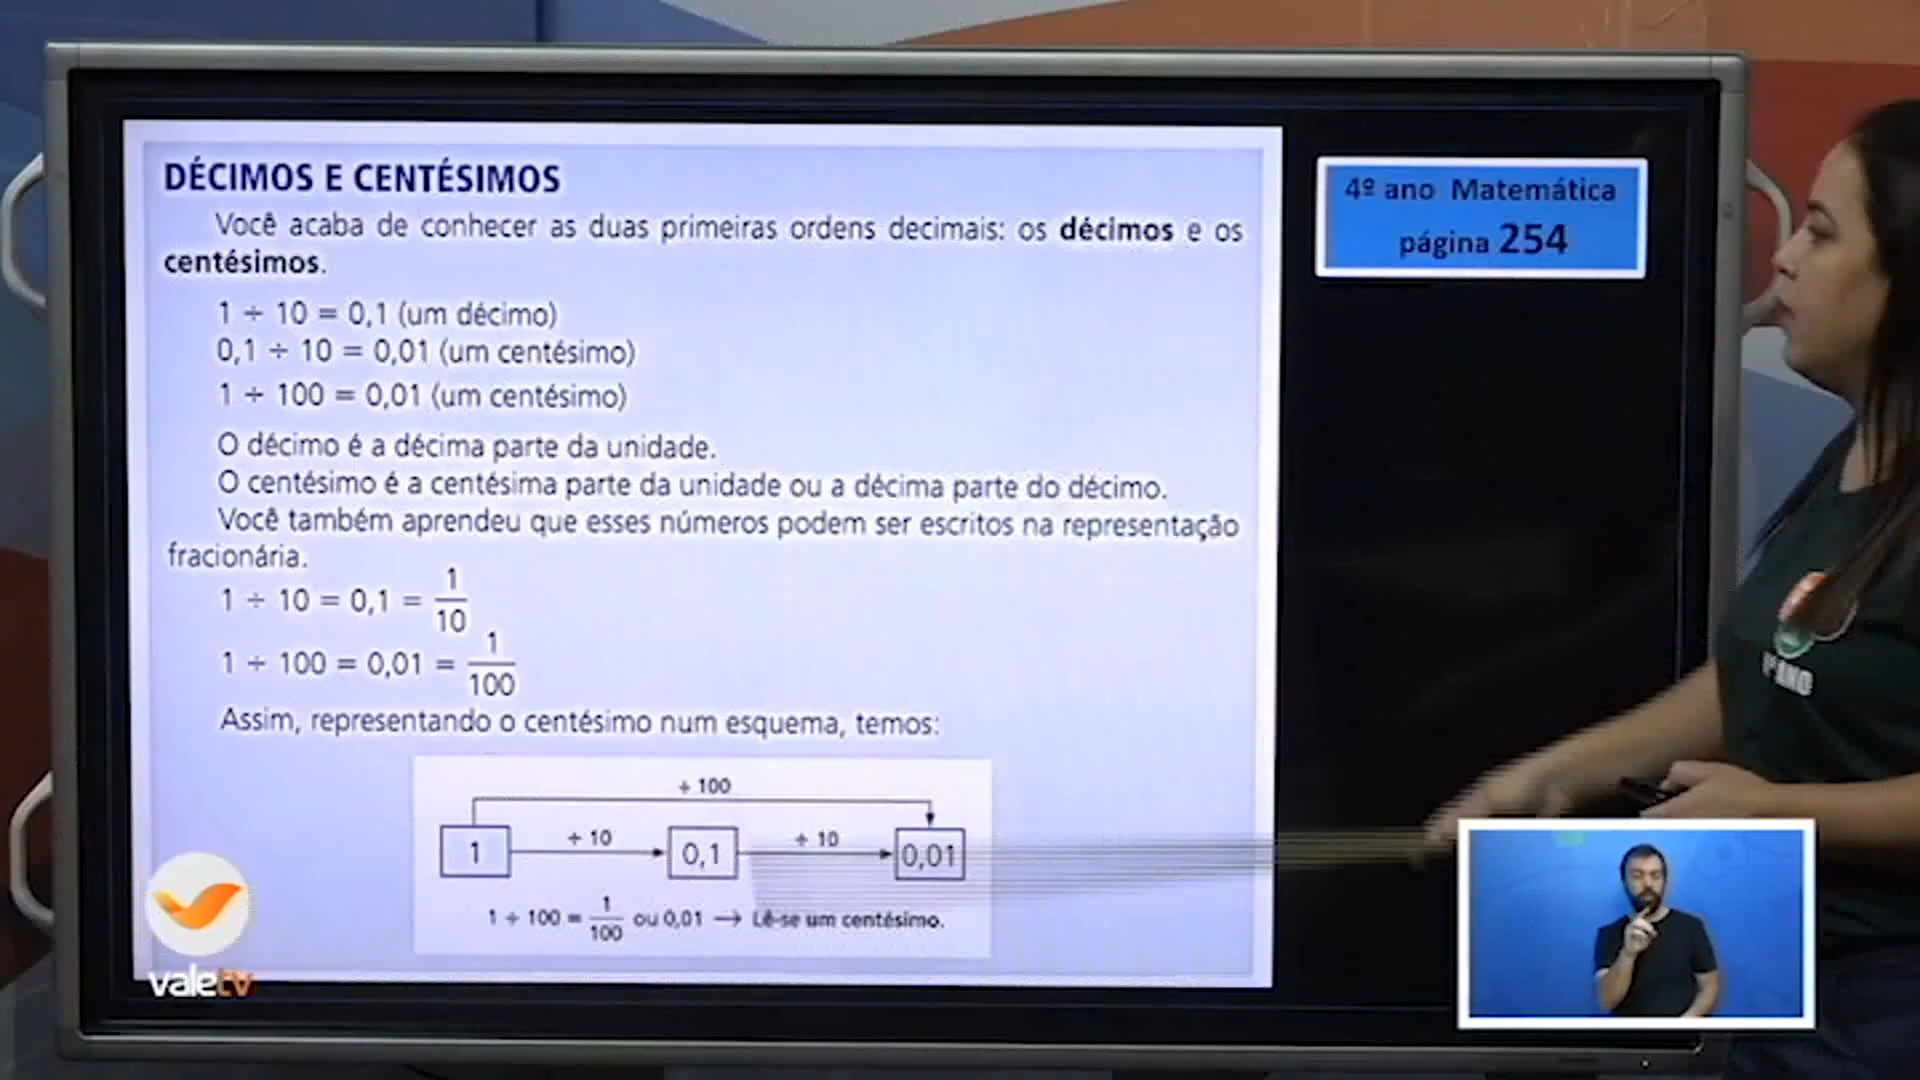 DÉCIMOS E CENTÉSIMOS
Você acaba de conhecer as duas primeiras ordens decimais: os décimos e os
centésimos.
1 ÷ 10 = 0,1 (um décimo)
0,1 ÷ 10 = 0,01 (um centésimo)
1 ÷ 100 = 0,01 (um centésimo)
O décimo é a décima parte da unidade.
O centésimo é a centésima parte da unidade ou a décima parte do décimo.
Você também aprendeu que esses números podem ser escritos na representação
fracionária.
1 ÷ 10 = 0,1 = 1/10
1 ÷ 100 = 0,01 = 1/100
Assim, representando o centésimo num esquema, temos:
÷ 100
1 ÷ 10 0,1 ÷ 10 0,01
1 ÷ 100 = 1/100 ou 0,01 → Lê-se um centésimo.
4º ano Matemática
página 254
valetv
ANO